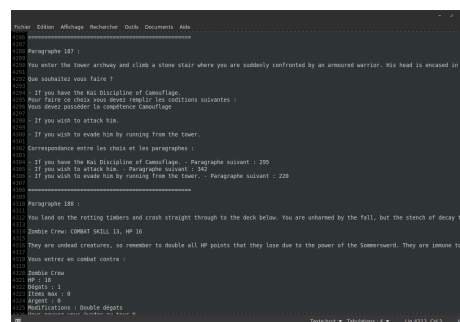 Fichier Edition Affichage Rechercher Outils Documents Aide
4286 ==================================================
4287
Paragraphe 187 :
You enter the tower archway and climb a stone stair where you are suddenly confronted by an armoured warrior. His head is encased in
Que souhaitez vous faire ?
- If you have the Kai Discipline of Camouflage.
Pour faire ce choix vous devez remplir les coditions suivantes :
Vous devez posséder la compétence Camouflage
- If you wish to attack him.
- If you wish to evade him by running from the tower.
Correspondance entre les choix et les paragraphes :
- If you have the Kai Discipline of Camouflage. - Paragraphe suivant : 295
- If you wish to attack him. - Paragraphe suivant : 342
- If you wish to evade him by running from the tower. - Paragraphe suivant : 220
==================================================
Paragraphe 188 :
You land on the rotting timbers and crash straight through to the deck below. You are unharmed by the fall, but the stench of decay
Zombie Crew: COMBAT SKILL 13, HP 16
They are undead creatures, so remember to double all HP points that they lose due to the power of the Sommerswerd. They are immune to
Vous entrez en combat contre :
Zombie Crew
HP : 18
Dégats : 1
Items max : 0
Argent : 0
Modifications : Double dégats